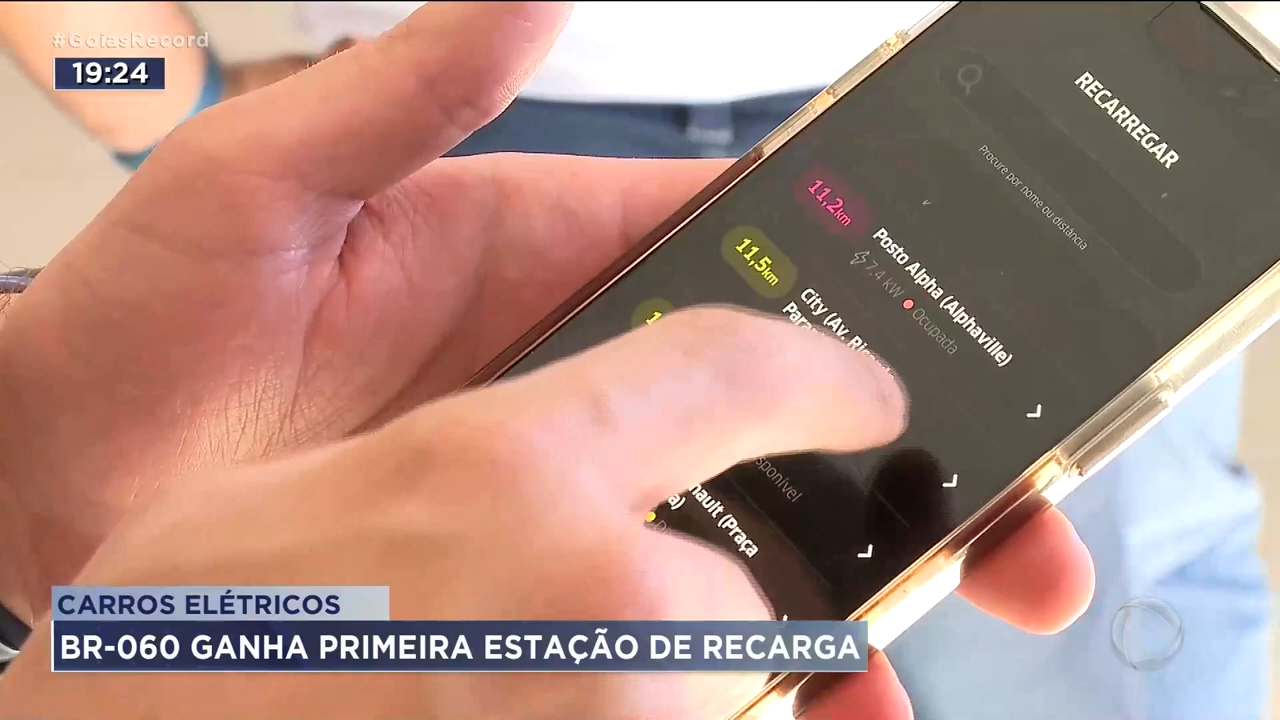 #GoiasRecord
19:24
RECARREGAR
Procure por nome ou distância
11,2km
Posto Alpha (Alphaville)
7.4 kW Ocupada
11,5km
City (Av. Rio
CARROS ELÉTRICOS
BR-060 GANHA PRIMEIRA ESTAÇÃO DE RECARGA